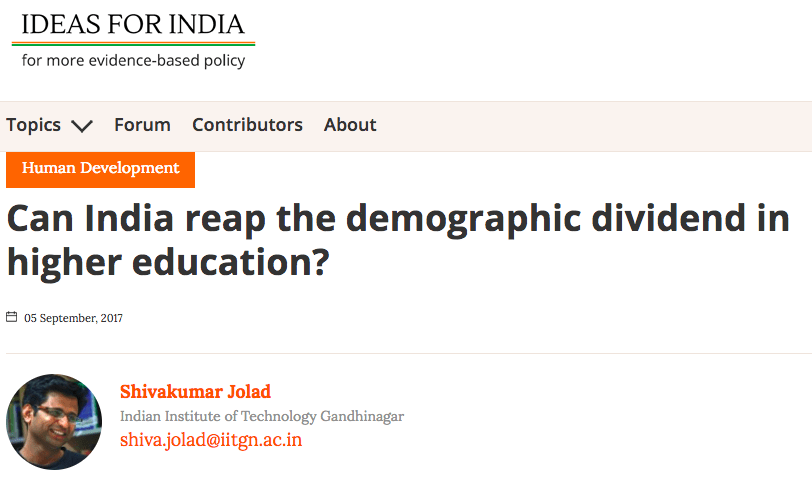 IDEAS FOR INDIA
for more evidence-based policy
Topics Forum Contributors About
Human Development
Can India reap the demographic dividend in
higher education?
05 September, 2017
Shivakumar Jolad
Indian Institute of Technology Gandhinagar
shiva.jolad@iitgn.ac.in